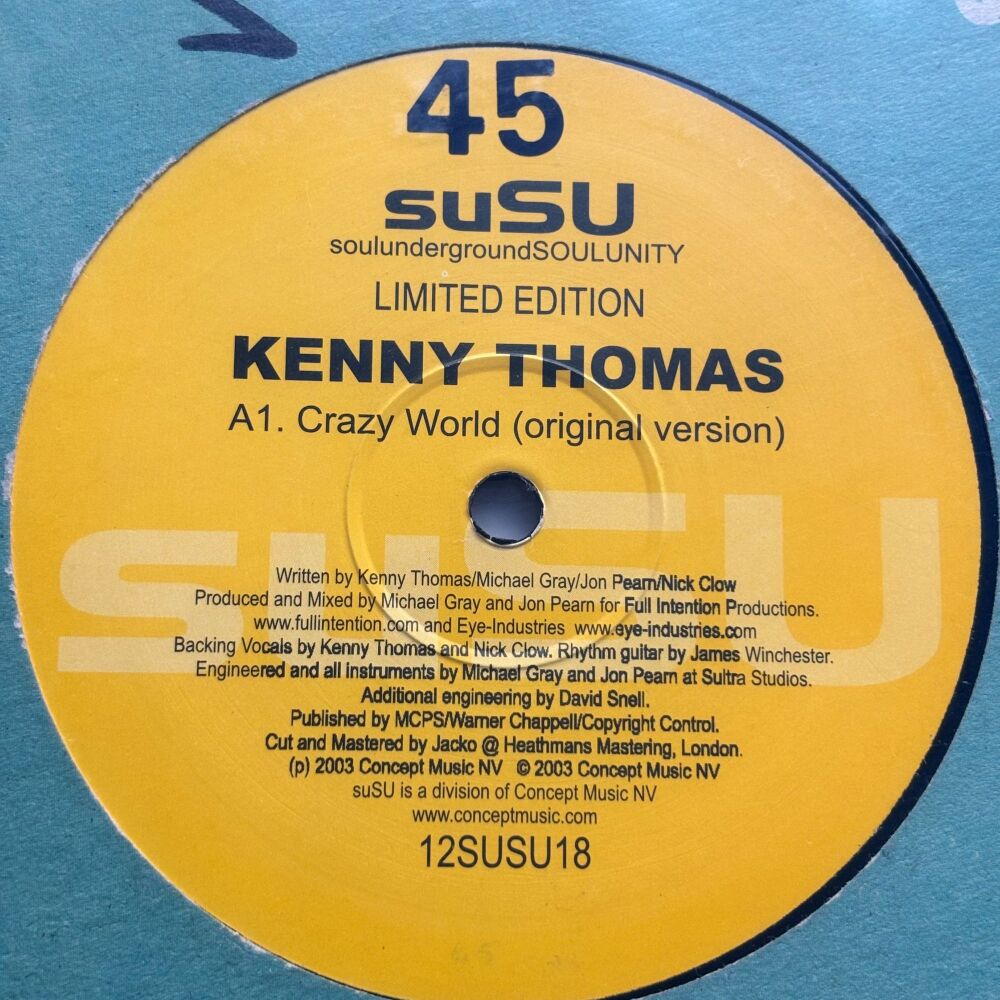 45
suSU
soulundergroundSOULUNITY
LIMITED EDITION
KENNY THOMAS
A1. Crazy World (original version)
suSU
Written by Kenny Thomas/Michael Gray/Jon Pearn/Nick Clow
Produced and Mixed by Michael Gray and Jon Pearn for Full Intention Productions.
www.fullintention.com and Eye-Industries www.eye-industries.com
Backing Vocals by Kenny Thomas and Nick Clow. Rhythm guitar by James Winchester.
Engineered and all instruments by Michael Gray and Jon Pearn at Sultra Studios.
Additional engineering by David Snell.
Published by MCPS/Warner Chappell/Copyright Control.
Cut and Mastered by Jacko @ Heathmans Mastering, London.
(p) 2003 Concept Music NV © 2003 Concept Music NV
suSU is a division of Concept Music NV
www.conceptmusic.com
12SUSU18